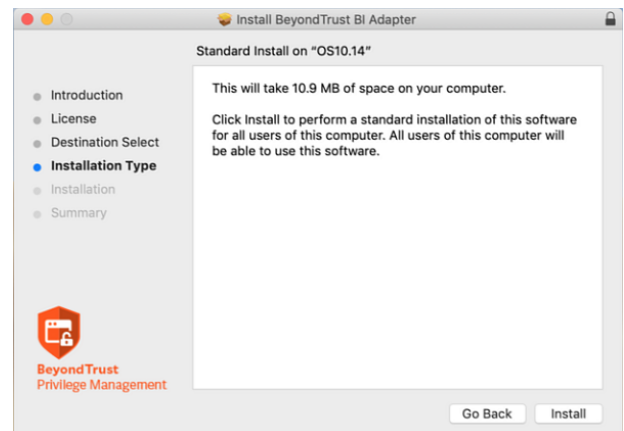 Install BeyondTrust BI Adapter
Standard Install on “OS10.14”
Introduction
License
Destination Select
Installation Type
Installation
Summary
This will take 10.9 MB of space on your computer.
Click Install to perform a standard installation of this software
for all users of this computer. All users of this computer will
be able to use this software.
BeyondTrust
Privilege Management
Go Back
Install